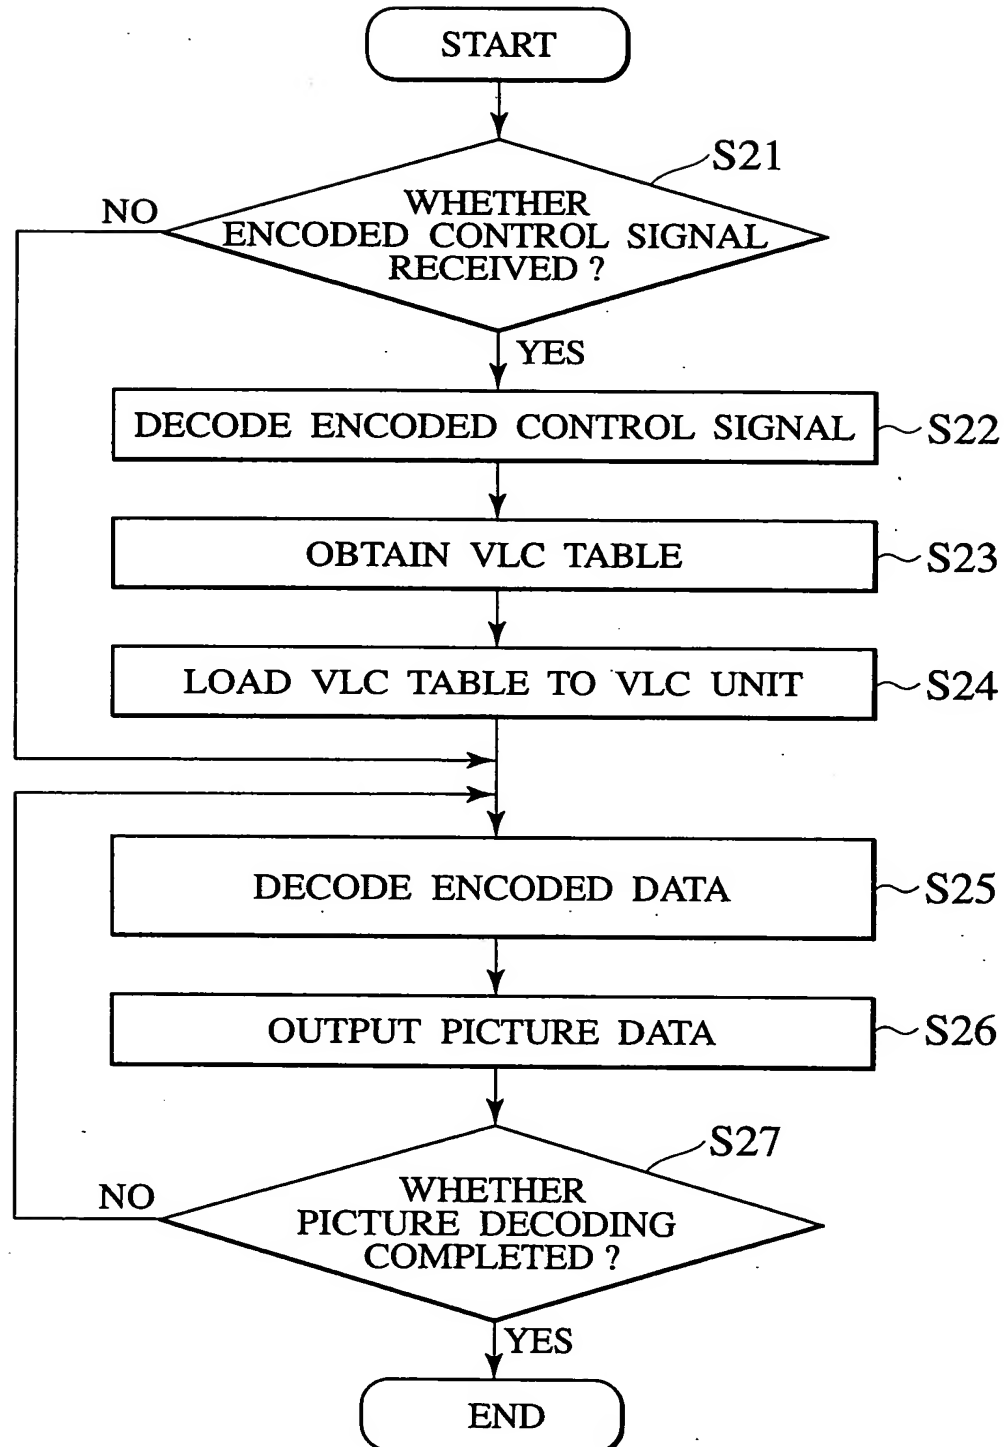 START
S21
WHETHER
ENCODED CONTROL SIGNAL
RECEIVED ?
NO
YES
DECODE ENCODED CONTROL SIGNAL
S22
OBTAIN VLC TABLE
S23
LOAD VLC TABLE TO VLC UNIT
S24
DECODE ENCODED DATA
S25
OUTPUT PICTURE DATA
S26
S27
WHETHER
PICTURE DECODING
COMPLETED ?
NO
YES
END